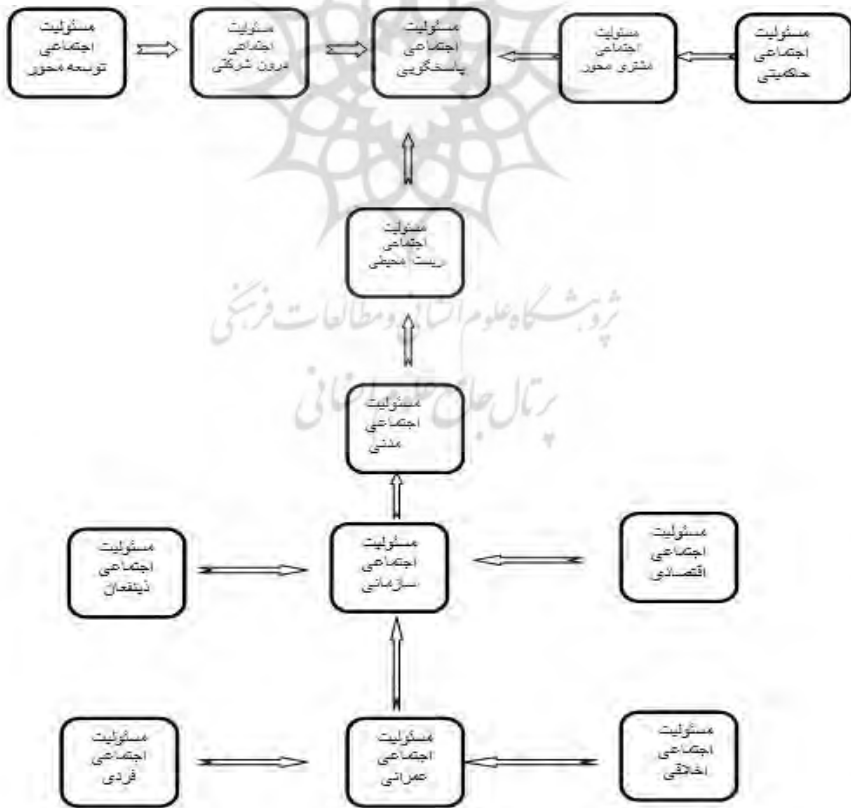 مسئولیت
اجتماعی
پاسخگویی
مسئولیت
اجتماعی
توسعه محور
مسئولیت
اجتماعی
درون شرکتی
مسئولیت
اجتماعی
مشتری محور
مسئولیت
اجتماعی
حاکمیتی
مسئولیت
اجتماعی
زیست محیطی
پژوهشگاه علوم انسانی و مطالعات فرهنگی
پرتال جامع علوم انسانی
مسئولیت
اجتماعی
مدنی
مسئولیت
اجتماعی
اقتصادی
مسئولیت
اجتماعی
سازمانی
مسئولیت
اجتماعی
ذینفعان
مسئولیت
اجتماعی
اخلاقی
مسئولیت
اجتماعی
عمرانی
مسئولیت
اجتماعی
فردی